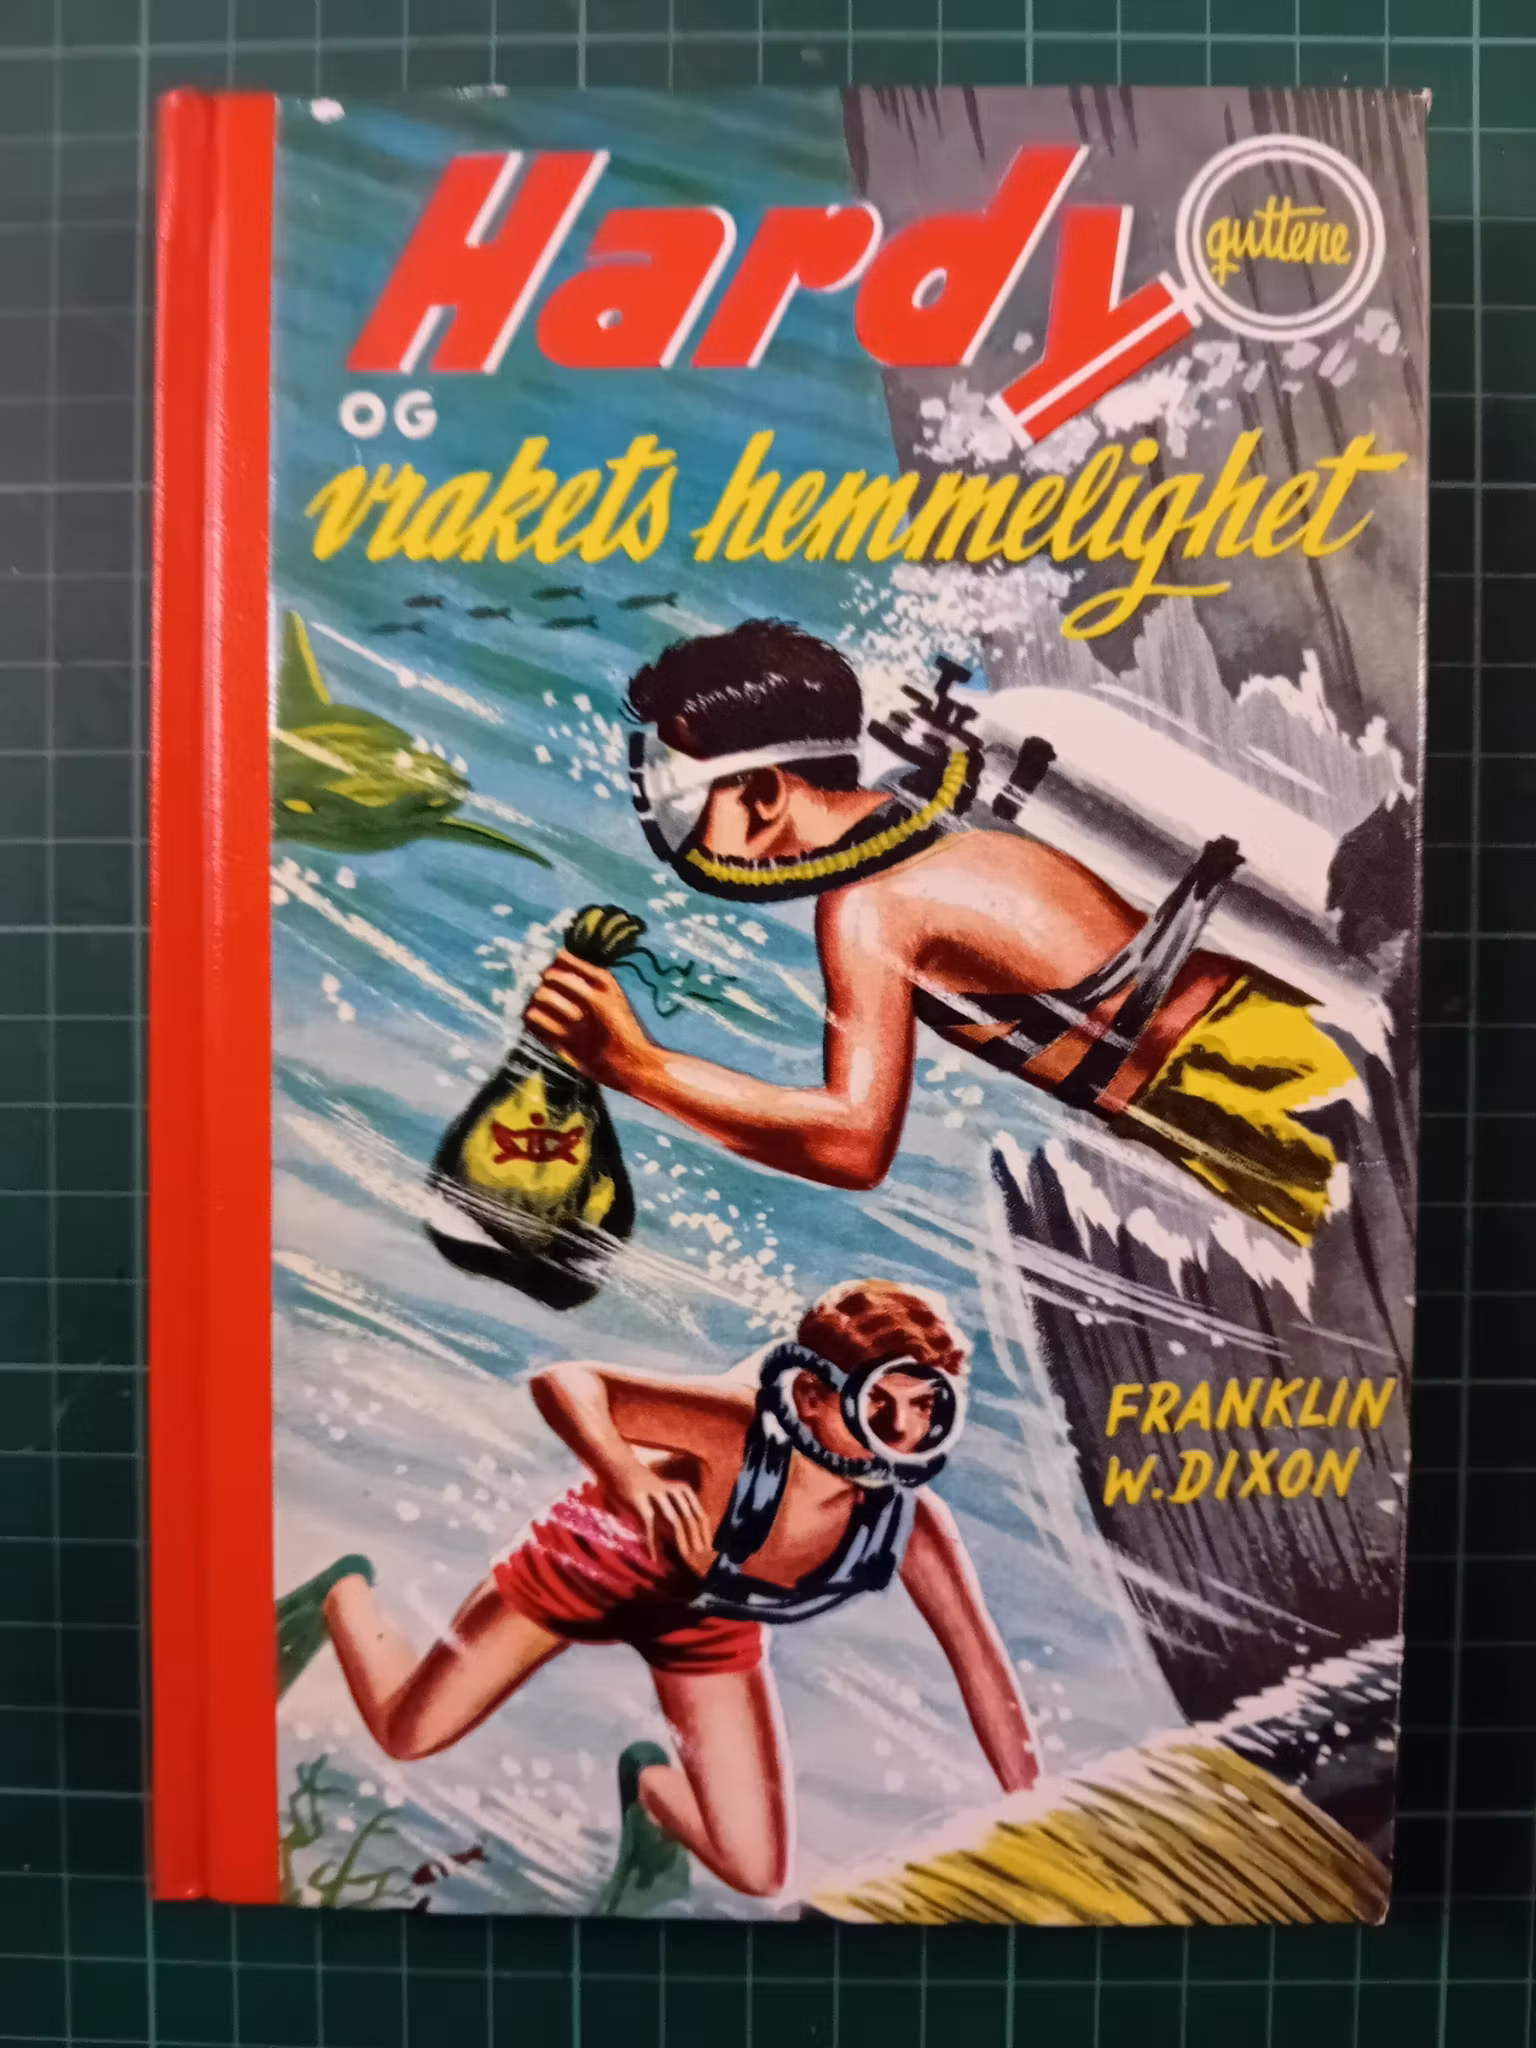 Hardy guttene
OG
vrakets hemmelighet
FRANKLIN
W. DIXON